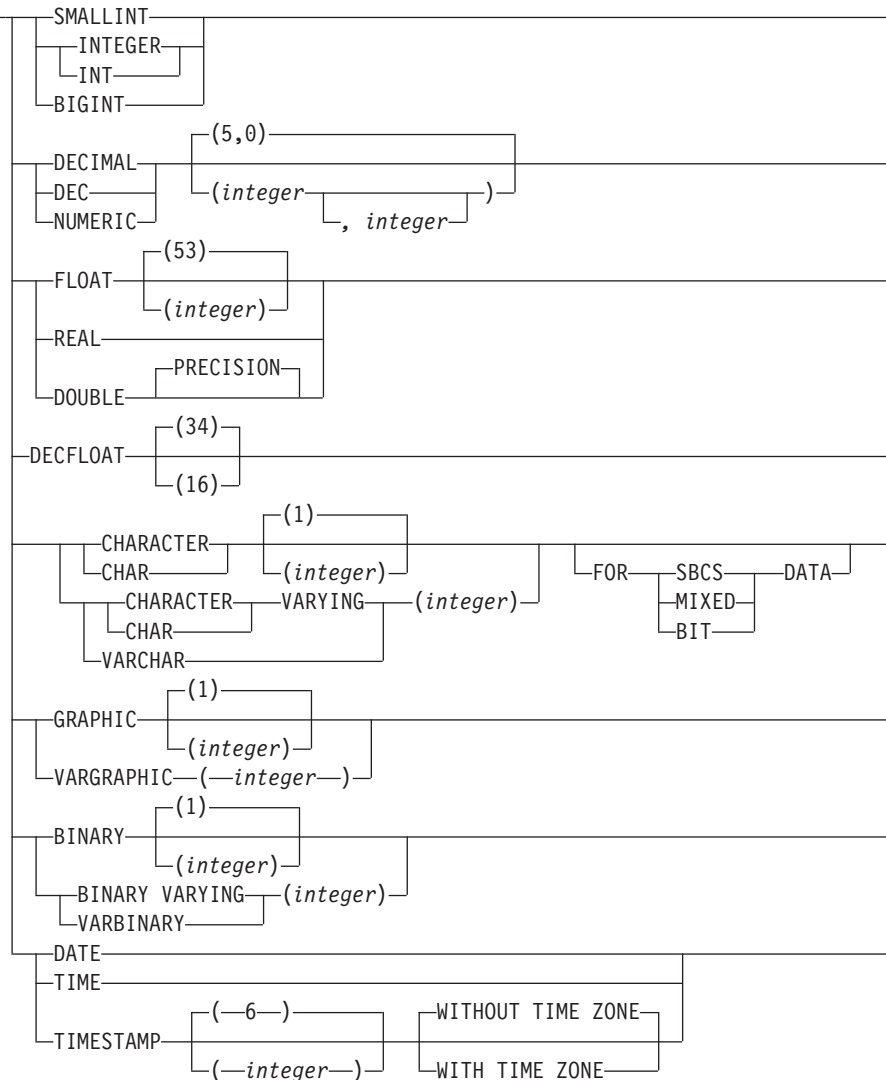 SMALLINT
INTEGER
INT
BIGINT
(5,0)
DECIMAL
DEC (integer )
NUMERIC , integer
(53)
FLOAT
(integer)
REAL
PRECISION
DOUBLE
(34)
DECFLOAT
(16)
(1)
CHARACTER
CHAR (integer) FOR SBCS DATA
CHARACTER VARYING (integer) MIXED
CHAR BIT
VARCHAR
(1)
GRAPHIC
(integer)
VARGRAPHIC ( integer )
(1)
BINARY
(integer)
BINARY VARYING (integer)
VARBINARY
DATE
TIME
( 6 ) WITHOUT TIME ZONE
TIMESTAMP
( integer ) WITH TIME ZONE